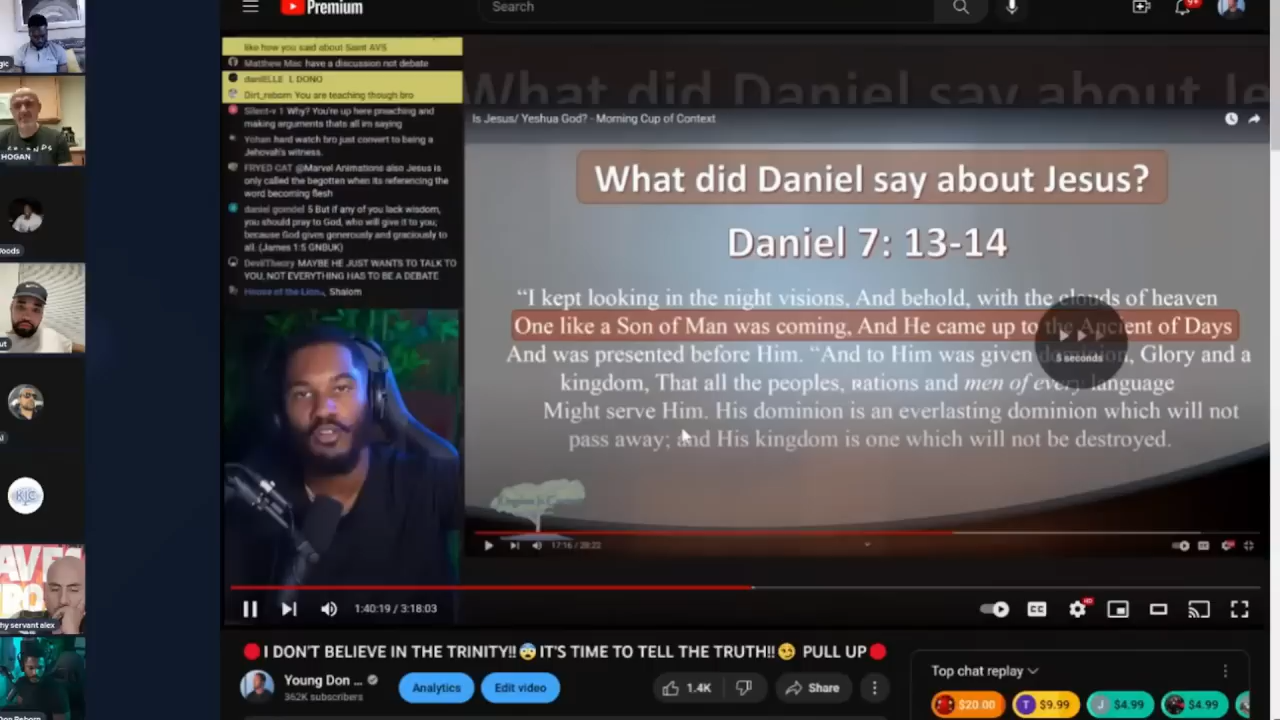 Premium
Search
like how you said about Saint AVS
Matthew Mac have a discussion not debate
daniELLE L DONO
Dirt_reborn You are teaching though bro
Silent-v 1 Why? You're up here preaching and
making arguments thats all im saying
Yohan hard watch bro just convert to being a
Jehovah's witness.
FRYED CAT @Marvel Animations also Jesus is
only called the begotten when its referencing the
word becoming flesh
daniel gomdel 5 But if any of you lack wisdom,
you should pray to God, who will give it to you;
because God gives generously and graciously to
all. (James 1:5 GNBUK)
DevilTheory MAYBE HE JUST WANTS TO TALK TO
YOU, NOT EVERYTHING HAS TO BE A DEBATE
House of the Lion., Shalom
HOGAN
Is Jesus/ Yeshua God? - Morning Cup of Context
What did Daniel say about Jesus?
Daniel 7: 13-14
“I kept looking in the night visions, And behold, with the clouds of heaven
One like a Son of Man was coming, And He came up to the Ancient of Days
And was presented before Him. “And to Him was given dominion, Glory and a
kingdom, That all the peoples, nations and men of every language
Might serve Him. His dominion is an everlasting dominion which will not
pass away; and His kingdom is one which will not be destroyed.
5 seconds
17:16 / 28:22
1:40:19 / 3:18:03
KJC
hy servant alex
Don Reborn
I DON'T BELIEVE IN THE TRINITY!! 😨 IT'S TIME TO TELL THE TRUTH!! 😉 PULL UP
Young Don ...
362K subscribers
Analytics
Edit video
1.4K
Share
Top chat replay
$20.00
T $9.99
J $4.99
$4.99